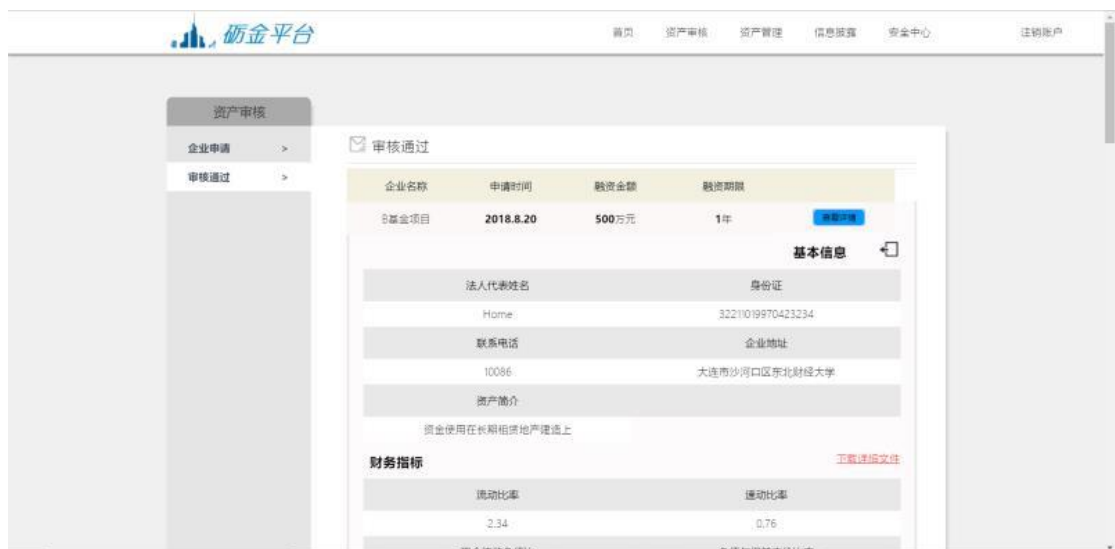 砺金平台
首页 资产审核 资产管理 信息披露 安全中心 注销账户
资产审核
企业申请 >
审核通过 >
审核通过
企业名称 申请时间 融资金额 融资期限
B基金项目 2018.8.20 500万元 1年 查看详情
基本信息
法人代表姓名 身份证
Home 32211019970423234
联系电话 企业地址
10086 大连市沙河口区东北财经大学
资产简介
资金使用在长期租赁地产建造上
财务指标 下载详细文件
流动比率 速动比率
2.34 0.76